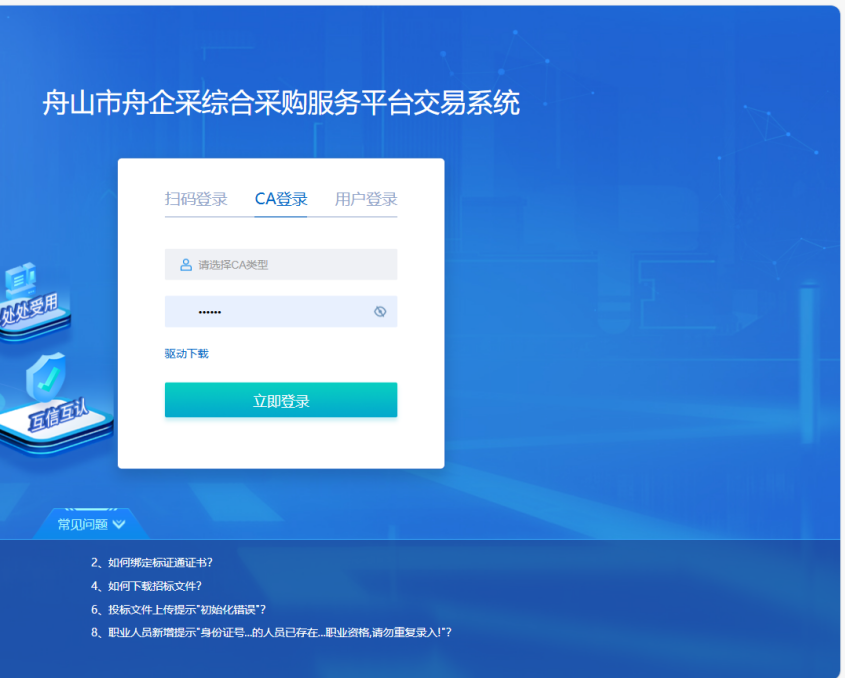 舟山市舟企采综合采购服务平台交易系统
扫码登录 CA登录 用户登录
请选择CA类型
••••••
处处受用
驱动下载
互信互认
立即登录
常见问题
2、如何绑定标证通证书?
4、如何下载招标文件?
6、投标文件上传提示"初始化错误"?
8、职业人员新增提示"身份证号...的人员已存在...职业资格,请勿重复录入!"?